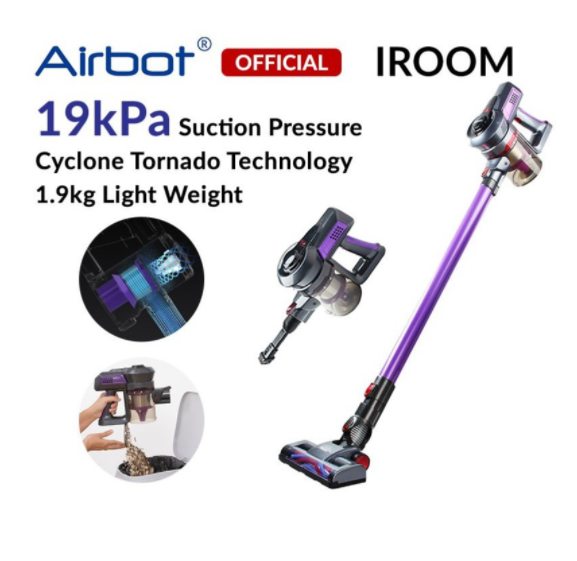 Airbot® OFFICIAL IROOM
19kPa Suction Pressure
Cyclone Tornado Technology
1.9kg Light Weight